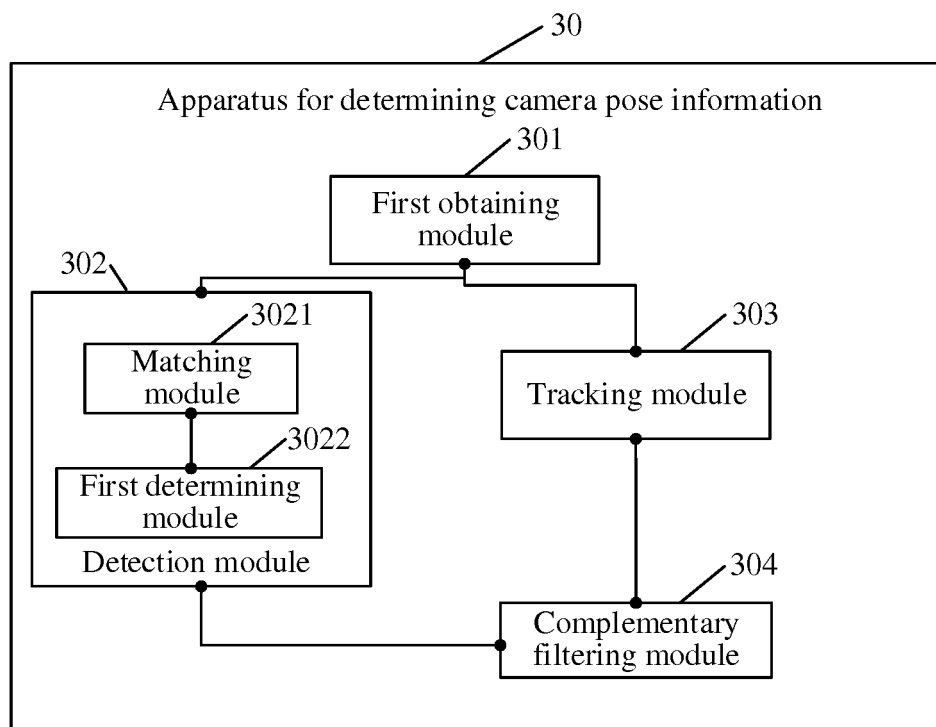 30
Apparatus for determining camera pose information
301
First obtaining
module
302
3021
Matching
module
3022
First determining
module
Detection module
303
Tracking module
304
Complementary
filtering module